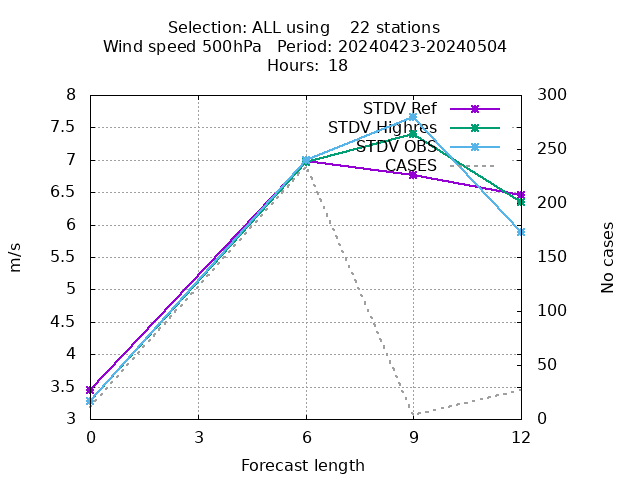 Selection: ALL using    22 stations
Wind speed 500hPa   Period: 20240423-20240504
Hours:  18
STDV Ref
STDV Highres
STDV OBS
CASES
8
7.5
7
6.5
6
5.5
5
4.5
4
3.5
3
300
250
200
150
100
50
0
m/s
No cases
0
3
6
9
12
Forecast length